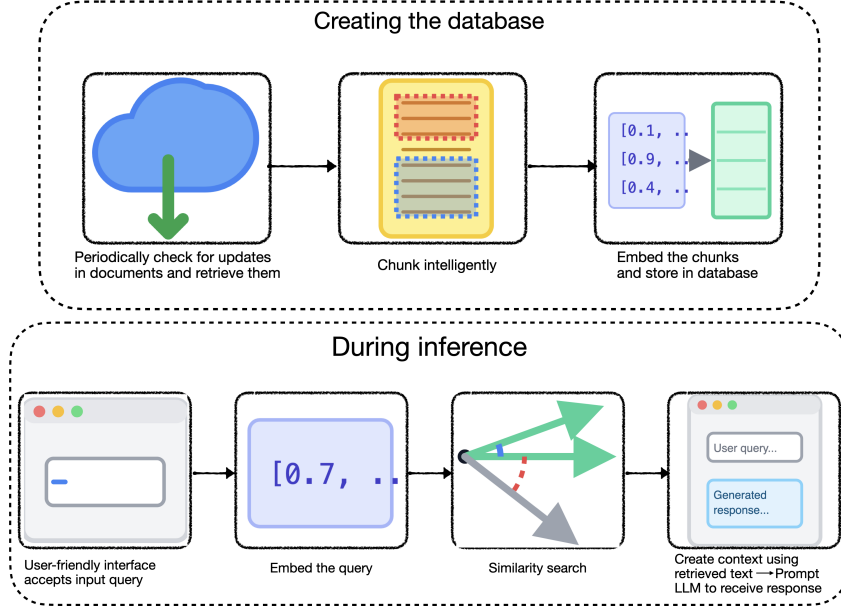 Creating the database
[0.1, ..
[0.9, ..
[0.4, ..
Periodically check for updates
in documents and retrieve them
Chunk intelligently
Embed the chunks
and store in database
During inference
[0.7, ..
User query...
Generated
response...
User-friendly interface
accepts input query
Embed the query
Similarity search
Create context using
retrieved text → Prompt
LLM to receive response